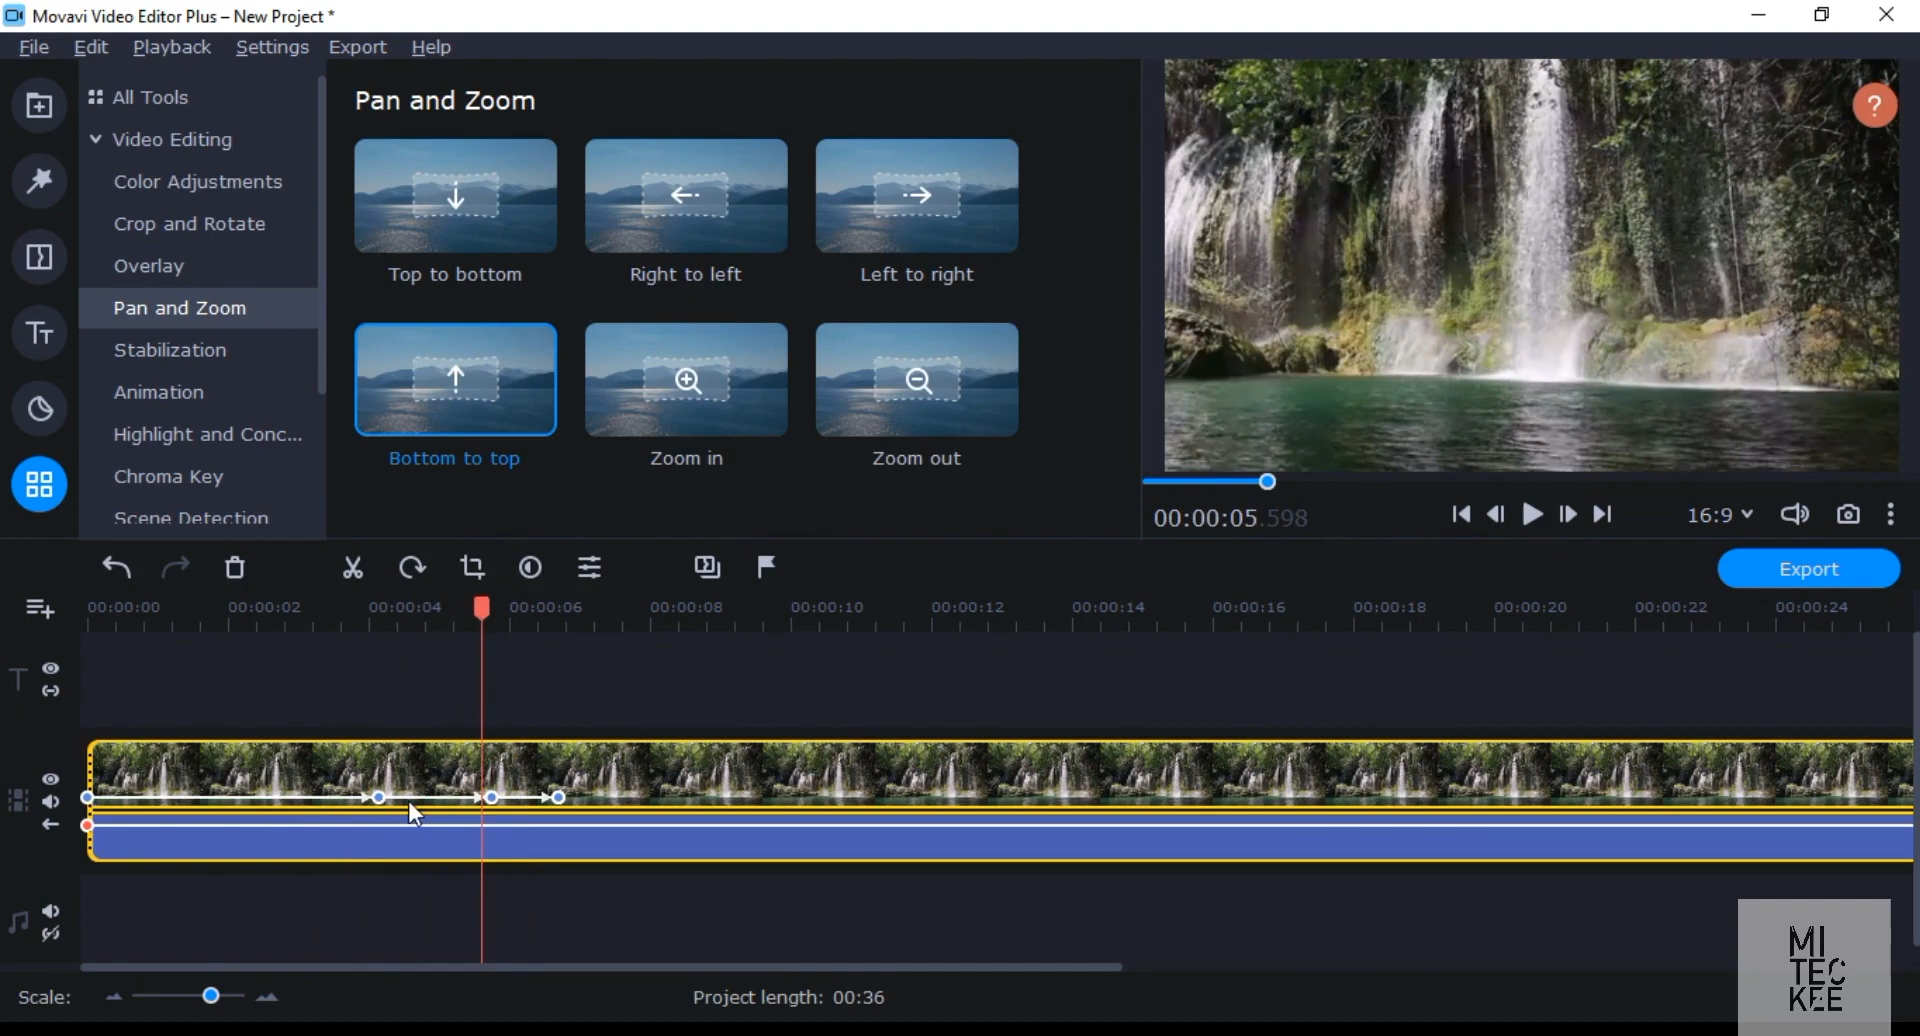 Movavi Video Editor Plus – New Project *
File Edit Playback Settings Export Help
All Tools
Video Editing
Color Adjustments
Crop and Rotate
Overlay
Pan and Zoom
Stabilization
Animation
Highlight and Conc...
Chroma Key
Scene Detection
Pan and Zoom
Top to bottom
Right to left
Left to right
Bottom to top
Zoom in
Zoom out
?
00:00:05.598
16:9
Export
00:00:00 00:00:02 00:00:04 00:00:06 00:00:08 00:00:10 00:00:12 00:00:14 00:00:16 00:00:18 00:00:20 00:00:22 00:00:24
Scale:
Project length: 00:36
MI
TEC
KEE